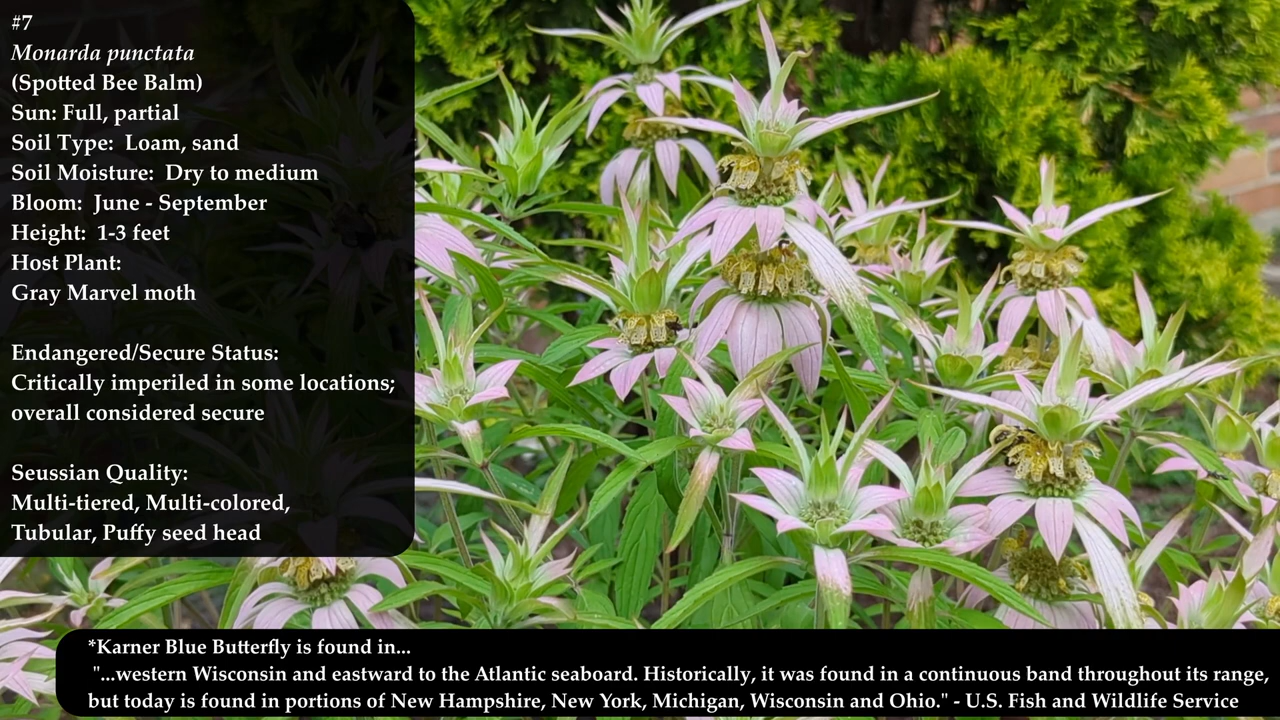 #7
Monarda punctata
(Spotted Bee Balm)
Sun: Full, partial
Soil Type:  Loam, sand
Soil Moisture:  Dry to medium
Bloom:  June - September
Height:  1-3 feet
Host Plant:
Gray Marvel moth
Endangered/Secure Status:
Critically imperiled in some locations;
overall considered secure
Seussian Quality:
Multi-tiered, Multi-colored,
Tubular, Puffy seed head
*Karner Blue Butterfly is found in...
"...western Wisconsin and eastward to the Atlantic seaboard. Historically, it was found in a continuous band throughout its range,
but today is found in portions of New Hampshire, New York, Michigan, Wisconsin and Ohio." - U.S. Fish and Wildlife Service